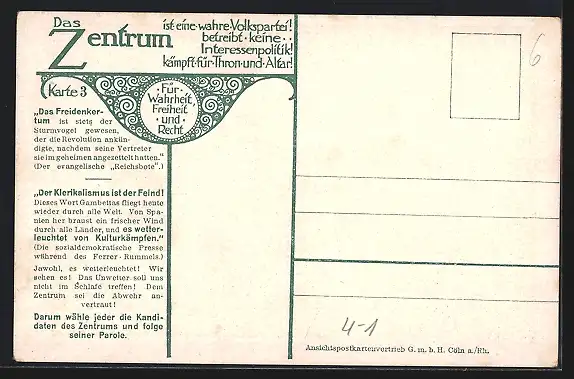 Das
Zentrum
ist eine wahre Volkspartei!
betreibt keine
Interessenpolitik!
kämpft für Thron und Altar!
Karte 3
Für
Wahrheit,
Freiheit
und
Recht
„Das Freidenker-
tum ist stets der
Sturmvogel gewesen,
der die Revolution ankün-
digte, nachdem seine Vertreter
sie im geheimen angezettelt hatten."
(Der evangelische „Reichsbote".)
„Der Klerikalismus ist der Feind!
Dieses Wort Gambettas fliegt heute
wieder durch alle Welt. Von Spa-
nien her braust ein frischer Wind
durch alle Länder, und es wetter-
leuchtet von Kulturkämpfen."
(Die sozialdemokratische Presse
während des Ferrer-Rummels.)
Jawohl, es wetterleuchtet! Wir
sehen es! Das Unwetter soll uns
nicht im Schlafe treffen! Dem
Zentrum sei die Abwehr an-
vertraut!
Darum wähle jeder die Kandi-
daten des Zentrums und folge
seiner Parole.
6
4-1
Ansichtspostkartenvertrieb G. m. b. H. Cöln a./Rh.